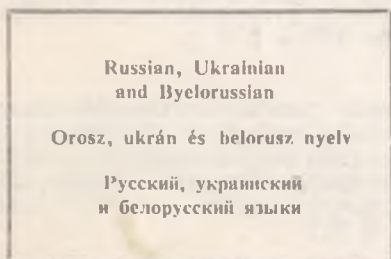 Russian, Ukrainian
and Byelorussian
Orosz, ukrán és belorusz nyelv
Русский, украинский
и белорусский языки